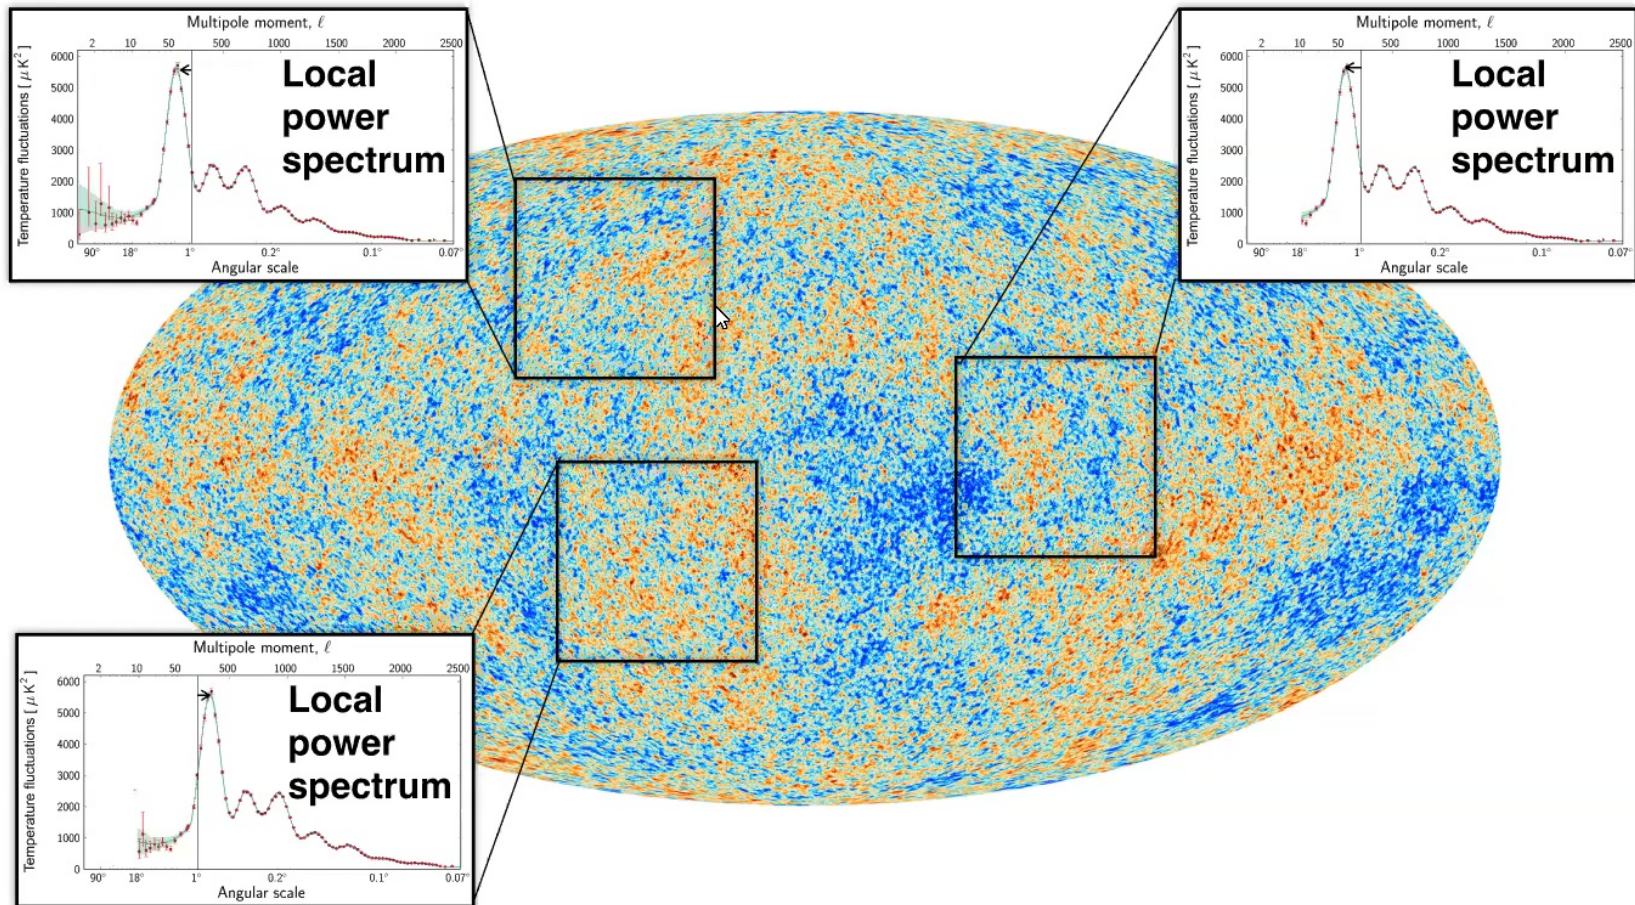 Multipole moment, ℓ
2 10 50 500 1000 1500 2000 2500
Temperature fluctuations [ μ K² ]
6000
5000
4000
3000
2000
1000
0
Local
power
spectrum
90° 18° 1° 0.2° 0.1° 0.07°
Angular scale
Multipole moment, ℓ
2 10 50 500 1000 1500 2000 2500
Temperature fluctuations [ μ K² ]
6000
5000
4000
3000
2000
1000
0
Local
power
spectrum
90° 18° 1° 0.2° 0.1° 0.07°
Angular scale
Multipole moment, ℓ
2 10 50 500 1000 1500 2000 2500
Temperature fluctuations [ μ K² ]
6000
5000
4000
3000
2000
1000
0
Local
power
spectrum
90° 18° 1° 0.2° 0.1° 0.07°
Angular scale